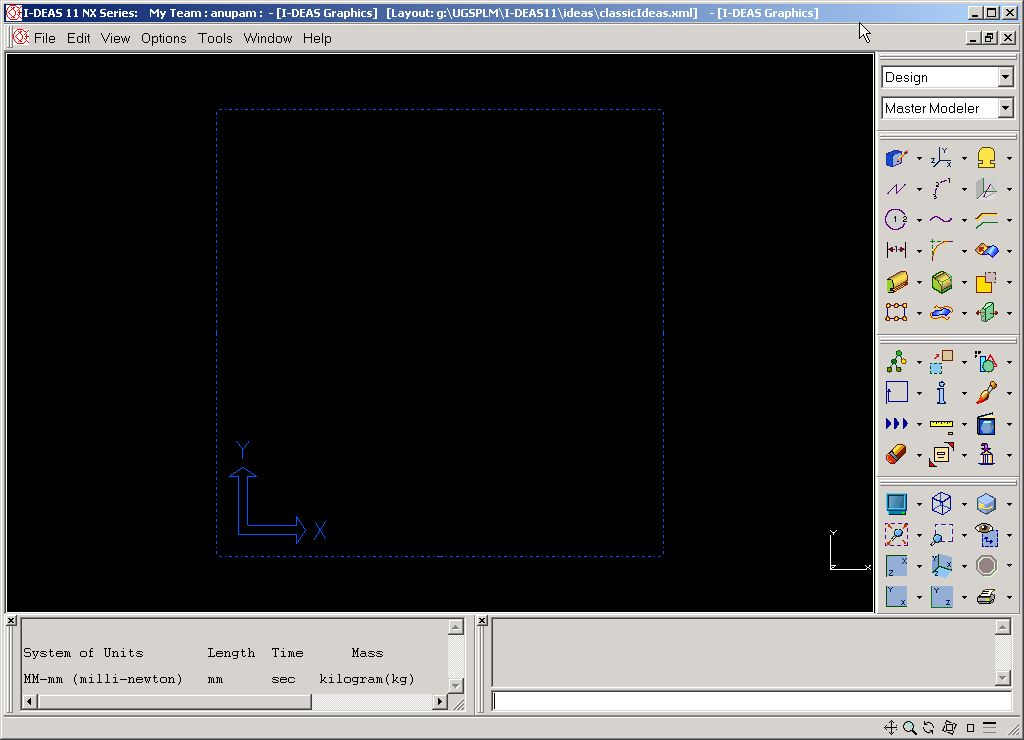 I-DEAS 11 NX Series:   My Team : anupam :  - [I-DEAS Graphics]  [Layout: g:\UGSPLM\I-DEAS11\ideas\classicIdeas.xml]   - [I-DEAS Graphics]
File Edit View Options Tools Window Help
Design
Master Modeler
Y
X
Y
X
Z
System of Units Length Time Mass
MM-mm (milli-newton) mm sec kilogram(kg)